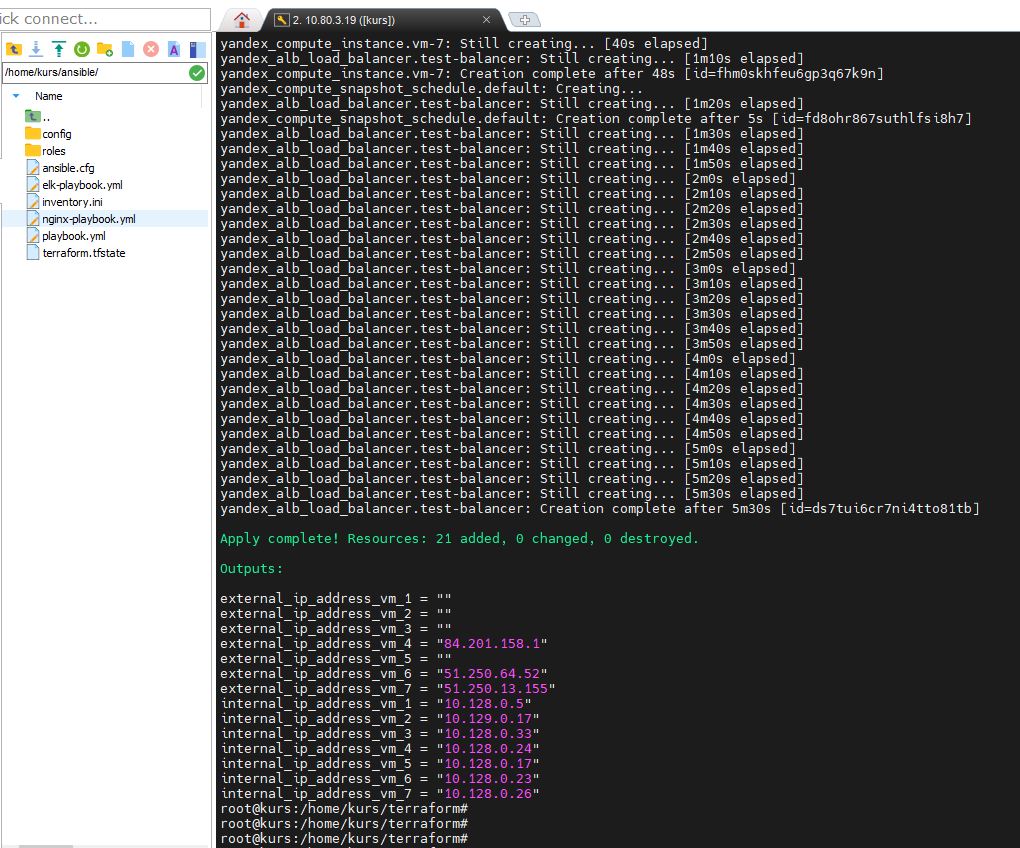 ick connect...
2. 10.80.3.19 ([kurs])
/home/kurs/ansible/
Name
..
config
roles
ansible.cfg
elk-playbook.yml
inventory.ini
nginx-playbook.yml
playbook.yml
terraform.tfstate
yandex_compute_instance.vm-7: Still creating... [40s elapsed]
yandex_alb_load_balancer.test-balancer: Still creating... [1m10s elapsed]
yandex_compute_instance.vm-7: Creation complete after 48s [id=fhm0skhfeu6gp3q67k9n]
yandex_compute_snapshot_schedule.default: Creating...
yandex_alb_load_balancer.test-balancer: Still creating... [1m20s elapsed]
yandex_compute_snapshot_schedule.default: Creation complete after 5s [id=fd8ohr867suthlfsi8h7]
yandex_alb_load_balancer.test-balancer: Still creating... [1m30s elapsed]
yandex_alb_load_balancer.test-balancer: Still creating... [1m40s elapsed]
yandex_alb_load_balancer.test-balancer: Still creating... [1m50s elapsed]
yandex_alb_load_balancer.test-balancer: Still creating... [2m0s elapsed]
yandex_alb_load_balancer.test-balancer: Still creating... [2m10s elapsed]
yandex_alb_load_balancer.test-balancer: Still creating... [2m20s elapsed]
yandex_alb_load_balancer.test-balancer: Still creating... [2m30s elapsed]
yandex_alb_load_balancer.test-balancer: Still creating... [2m40s elapsed]
yandex_alb_load_balancer.test-balancer: Still creating... [2m50s elapsed]
yandex_alb_load_balancer.test-balancer: Still creating... [3m0s elapsed]
yandex_alb_load_balancer.test-balancer: Still creating... [3m10s elapsed]
yandex_alb_load_balancer.test-balancer: Still creating... [3m20s elapsed]
yandex_alb_load_balancer.test-balancer: Still creating... [3m30s elapsed]
yandex_alb_load_balancer.test-balancer: Still creating... [3m40s elapsed]
yandex_alb_load_balancer.test-balancer: Still creating... [3m50s elapsed]
yandex_alb_load_balancer.test-balancer: Still creating... [4m0s elapsed]
yandex_alb_load_balancer.test-balancer: Still creating... [4m10s elapsed]
yandex_alb_load_balancer.test-balancer: Still creating... [4m20s elapsed]
yandex_alb_load_balancer.test-balancer: Still creating... [4m30s elapsed]
yandex_alb_load_balancer.test-balancer: Still creating... [4m40s elapsed]
yandex_alb_load_balancer.test-balancer: Still creating... [4m50s elapsed]
yandex_alb_load_balancer.test-balancer: Still creating... [5m0s elapsed]
yandex_alb_load_balancer.test-balancer: Still creating... [5m10s elapsed]
yandex_alb_load_balancer.test-balancer: Still creating... [5m20s elapsed]
yandex_alb_load_balancer.test-balancer: Still creating... [5m30s elapsed]
yandex_alb_load_balancer.test-balancer: Creation complete after 5m30s [id=ds7tui6cr7ni4tto81tb]
Apply complete! Resources: 21 added, 0 changed, 0 destroyed.
Outputs:
external_ip_address_vm_1 = ""
external_ip_address_vm_2 = ""
external_ip_address_vm_3 = ""
external_ip_address_vm_4 = "84.201.158.1"
external_ip_address_vm_5 = ""
external_ip_address_vm_6 = "51.250.64.52"
external_ip_address_vm_7 = "51.250.13.155"
internal_ip_address_vm_1 = "10.128.0.5"
internal_ip_address_vm_2 = "10.129.0.17"
internal_ip_address_vm_3 = "10.128.0.33"
internal_ip_address_vm_4 = "10.128.0.24"
internal_ip_address_vm_5 = "10.128.0.17"
internal_ip_address_vm_6 = "10.128.0.23"
internal_ip_address_vm_7 = "10.128.0.26"
root@kurs:/home/kurs/terraform#
root@kurs:/home/kurs/terraform#
root@kurs:/home/kurs/terraform#